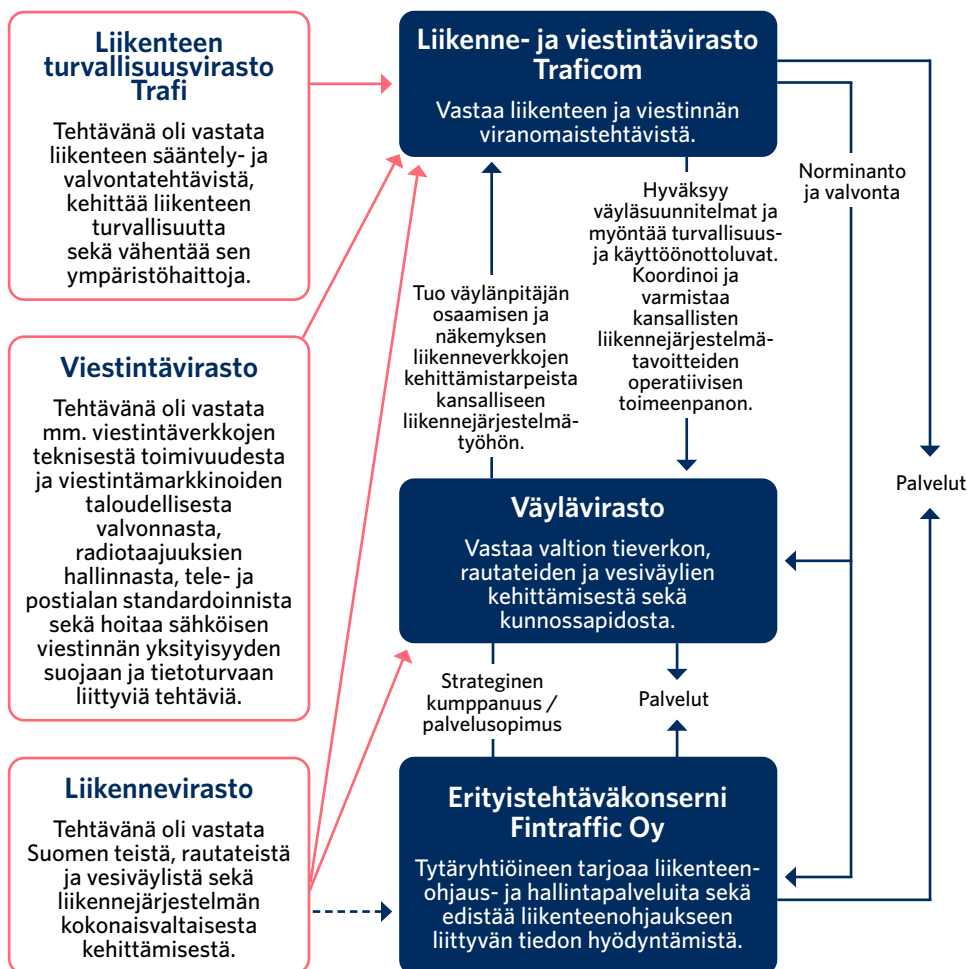 Liikenteen
turvallisuusvirasto
Trafi
Tehtävänä oli vastata
liikenteen sääntely- ja
valvontatehtävistä,
kehittää liikenteen
turvallisuutta
sekä vähentää sen
ympäristöhaittoja.
Viestintävirasto
Tehtävänä oli vastata
mm. viestintäverkkojen
teknisestä toimivuudesta
ja viestintämarkkinoiden
taloudellisesta
valvonnasta,
radiotaajuuksien
hallinnasta, tele- ja
postialan standardoinnista
sekä hoitaa sähköisen
viestinnän yksityisyyden
suojaan ja tietoturvaan
liittyviä tehtäviä.
Liikennevirasto
Tehtävänä oli vastata
Suomen teistä, rautateistä
ja vesiväylistä sekä
liikennejärjestelmän
kokonaisvaltaisesta
kehittämisestä.
Liikenne- ja viestintävirasto
Traficom
Vastaa liikenteen ja viestinnän
viranomaistehtävistä.
Tuo väylänpitäjän
osaamisen ja
näkemyksen
liikenneverkkojen
kehittämistarpeista
kansalliseen
liikennejärjestelmä-
työhön.
Hyväksyy
väyläsuunnitelmat ja
myöntää turvallisuus-
ja käyttöönottoluvat.
Koordinoi ja
varmistaa
kansallisten
liikennejärjestelmä-
tavoitteiden
operatiivisen
toimeenpanon.
Norminanto
ja valvonta
Palvelut
Väylävirasto
Vastaa valtion tieverkon,
rautateiden ja vesiväylien
kehittämisestä sekä
kunnossapidosta.
Strateginen
kumppanuus /
palvelusopimus
Palvelut
Erityistehtäväkonserni
Fintraffic Oy
Tytäryhtiöineen tarjoaa liikenteen-
ohjaus- ja hallintapalveluita sekä
edistää liikenteenohjaukseen
liittyvän tiedon hyödyntämistä.